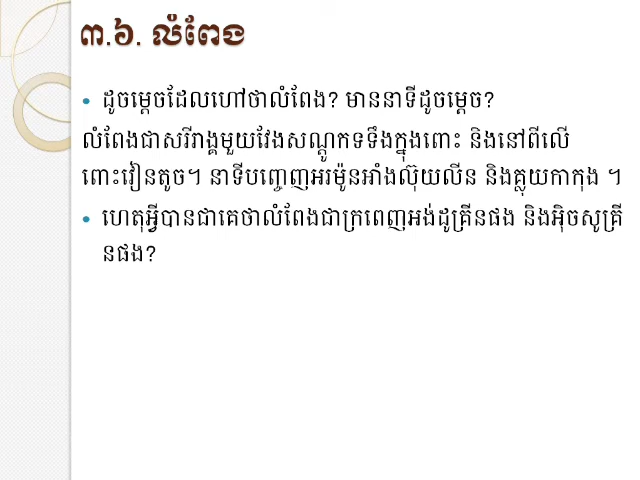 ៣.៦. លំពែង
• ដូចម្ដេចដែលហៅថាលំពែង? មាននាទីដូចម្ដេច?
លំពែងជាសរីរាង្គមួយវែងសណ្ដូកទទឹងក្នុងពោះ និងនៅពីលើ
ពោះវៀនតូច។ នាទីបញ្ចេញអរម៉ូនអាំងល៊ុយលីន និងគ្លុយកាកុង ។
• ហេតុអ្វីបានជាគេថាលំពែងជាក្រពេញអង់ដូគ្រីនផង និងអ៊ិចសូគ្រី
នផង?